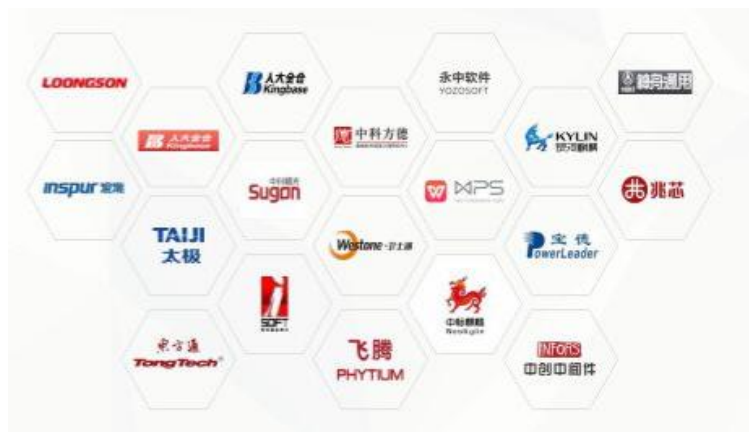 LOONGSON
人大金仓
Kingbase
永中软件
YOZOSOFT
神舟通用
人大金仓
Kingbase
中科方德
KYLIN
银河麒麟
inspur 浪潮
中科曙光
Sugon
WPS
兆芯
TAIJI
太极
Westone 卫士通
宝德
PowerLeader
SOFT
中标麒麟
NeoKylin
东方通
TongTech®
飞腾
PHYTIUM
INFORS
中创中间件